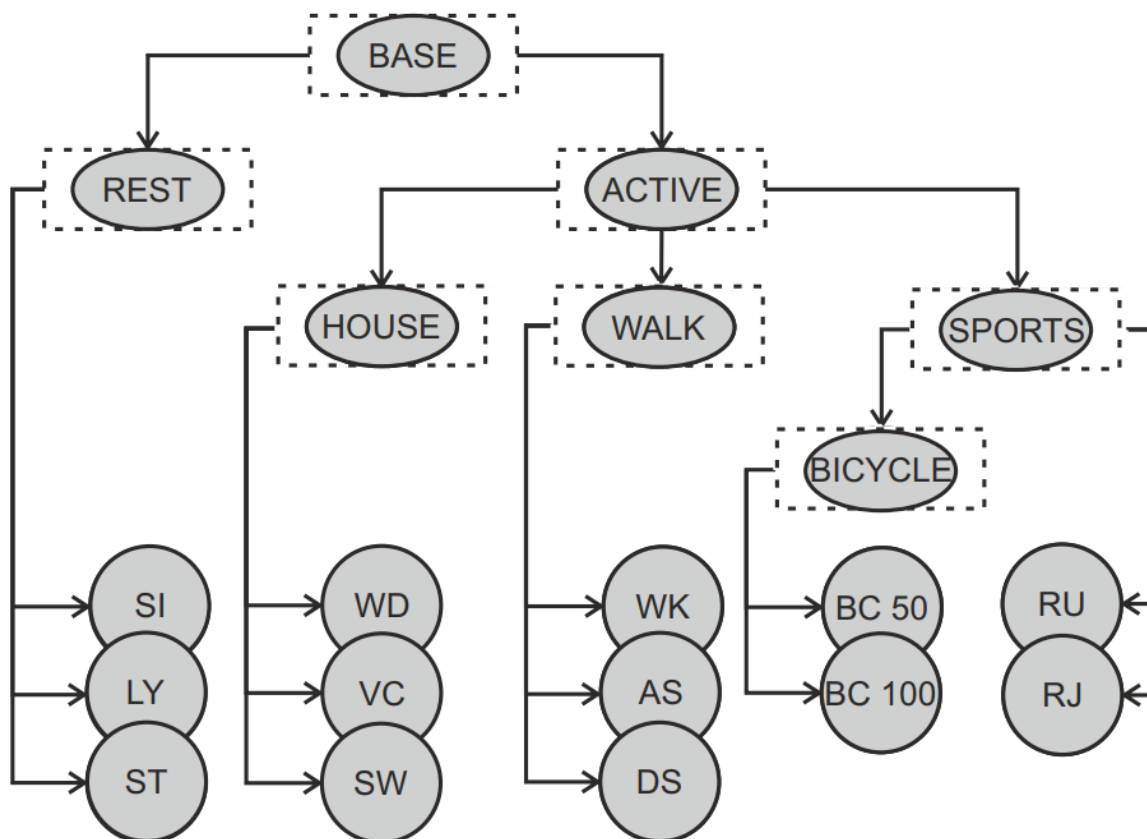 BASE
REST
ACTIVE
HOUSE
WALK
SPORTS
BICYCLE
SI
WD
WK
BC 50
RU
LY
VC
AS
BC 100
RJ
ST
SW
DS